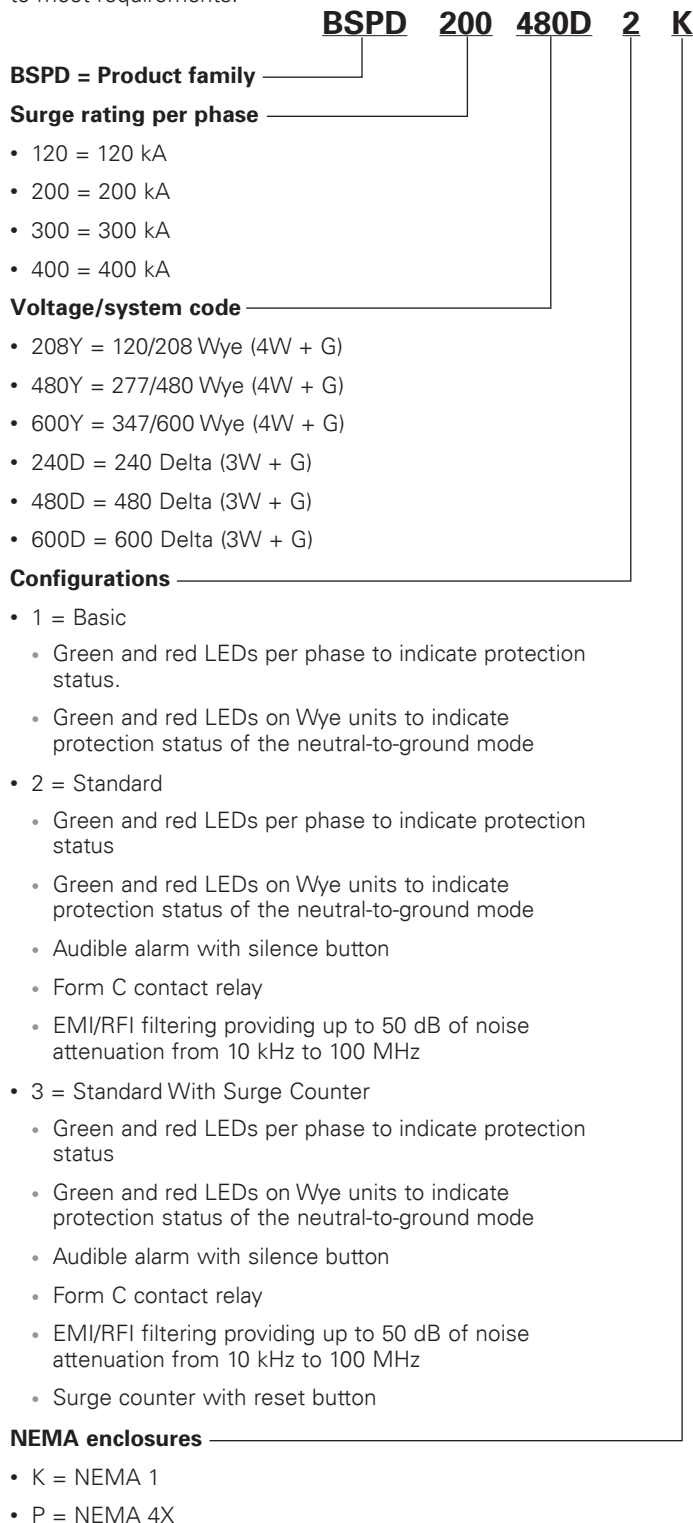 to meet requirements.
BSPD 200 480D 2 K
BSPD = Product family
Surge rating per phase
• 120 = 120 kA
• 200 = 200 kA
• 300 = 300 kA
• 400 = 400 kA
Voltage/system code
• 208Y = 120/208 Wye (4W + G)
• 480Y = 277/480 Wye (4W + G)
• 600Y = 347/600 Wye (4W + G)
• 240D = 240 Delta (3W + G)
• 480D = 480 Delta (3W + G)
• 600D = 600 Delta (3W + G)
Configurations
• 1 = Basic
• Green and red LEDs per phase to indicate protection
status.
• Green and red LEDs on Wye units to indicate
protection status of the neutral-to-ground mode
• 2 = Standard
• Green and red LEDs per phase to indicate protection
status
• Green and red LEDs on Wye units to indicate
protection status of the neutral-to-ground mode
• Audible alarm with silence button
• Form C contact relay
• EMI/RFI filtering providing up to 50 dB of noise
attenuation from 10 kHz to 100 MHz
• 3 = Standard With Surge Counter
• Green and red LEDs per phase to indicate protection
status
• Green and red LEDs on Wye units to indicate
protection status of the neutral-to-ground mode
• Audible alarm with silence button
• Form C contact relay
• EMI/RFI filtering providing up to 50 dB of noise
attenuation from 10 kHz to 100 MHz
• Surge counter with reset button
NEMA enclosures
• K = NEMA 1
• P = NEMA 4X